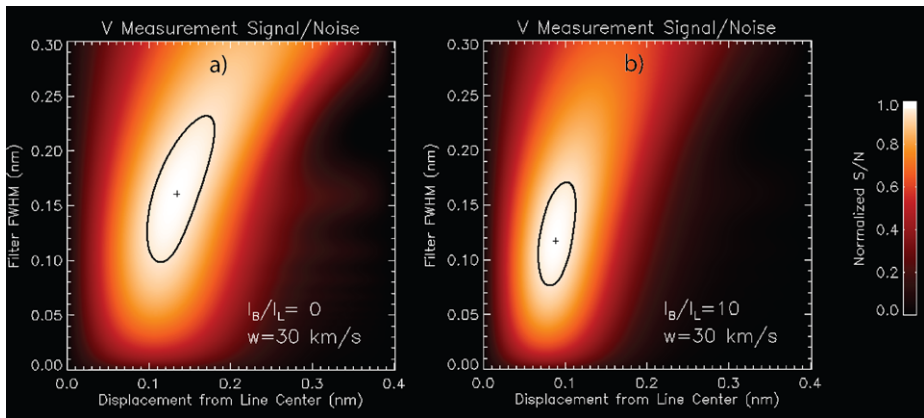 V Measurement Signal/Noise
a)
Filter FWHM (nm)
0.30
0.25
0.20
0.15
0.10
0.05
0.00
I_B/I_L= 0
w=30 km/s
0.0 0.1 0.2 0.3 0.4
Displacement from Line Center (nm)
V Measurement Signal/Noise
b)
Filter FWHM (nm)
0.30
0.25
0.20
0.15
0.10
0.05
0.00
I_B/I_L=10
w=30 km/s
0.0 0.1 0.2 0.3 0.4
Displacement from Line Center (nm)
Normalized S/N
1.0
0.8
0.6
0.4
0.2
0.0